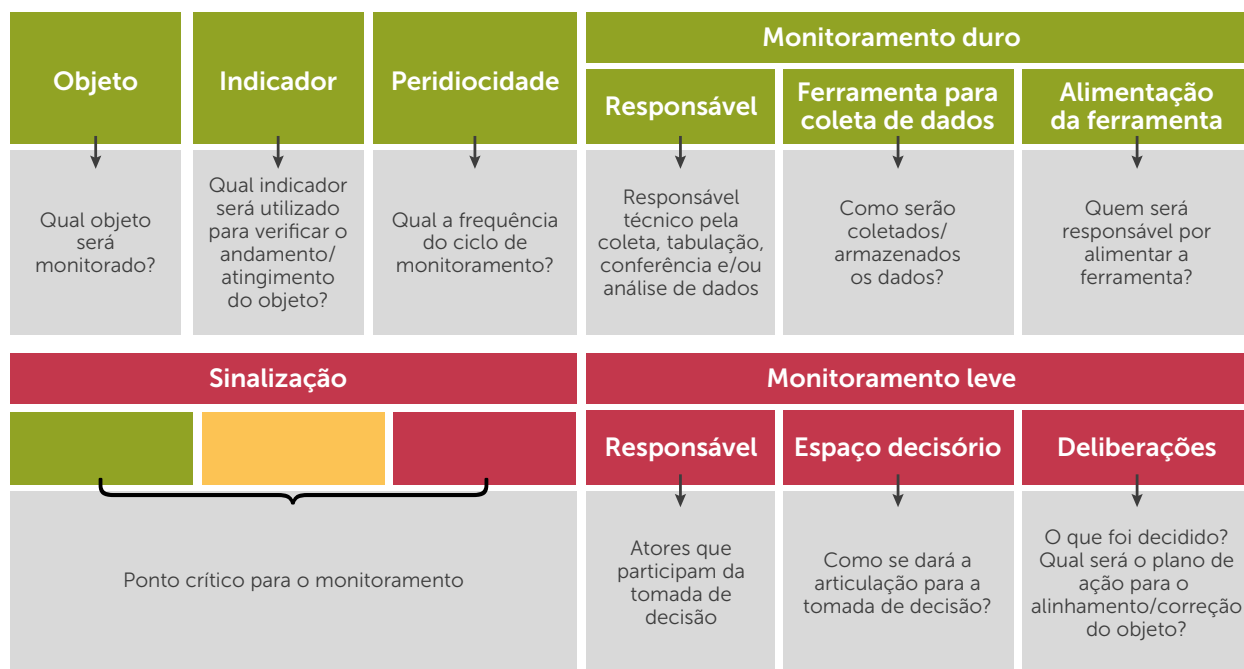 Objeto
Indicador
Peridiocidade
Monitoramento duro
Responsável
Ferramenta para
coleta de dados
Alimentação
da ferramenta
Qual objeto
será
monitorado?
Qual indicador
será utilizado
para verificar o
andamento/
atingimento
do objeto?
Qual a frequência
do ciclo de
monitoramento?
Responsável
técnico pela
coleta, tabulação,
conferência e/ou
análise de dados
Como serão
coletados/
armazenados
os dados?
Quem será
responsável por
alimentar a
ferramenta?
Sinalização
Monitoramento leve
Responsável
Espaço decisório
Deliberações
Ponto crítico para o monitoramento
Atores que
participam da
tomada de
decisão
Como se dará a
articulação para a
tomada de decisão?
O que foi decidido?
Qual será o plano de
ação para o
alinhamento/correção
do objeto?